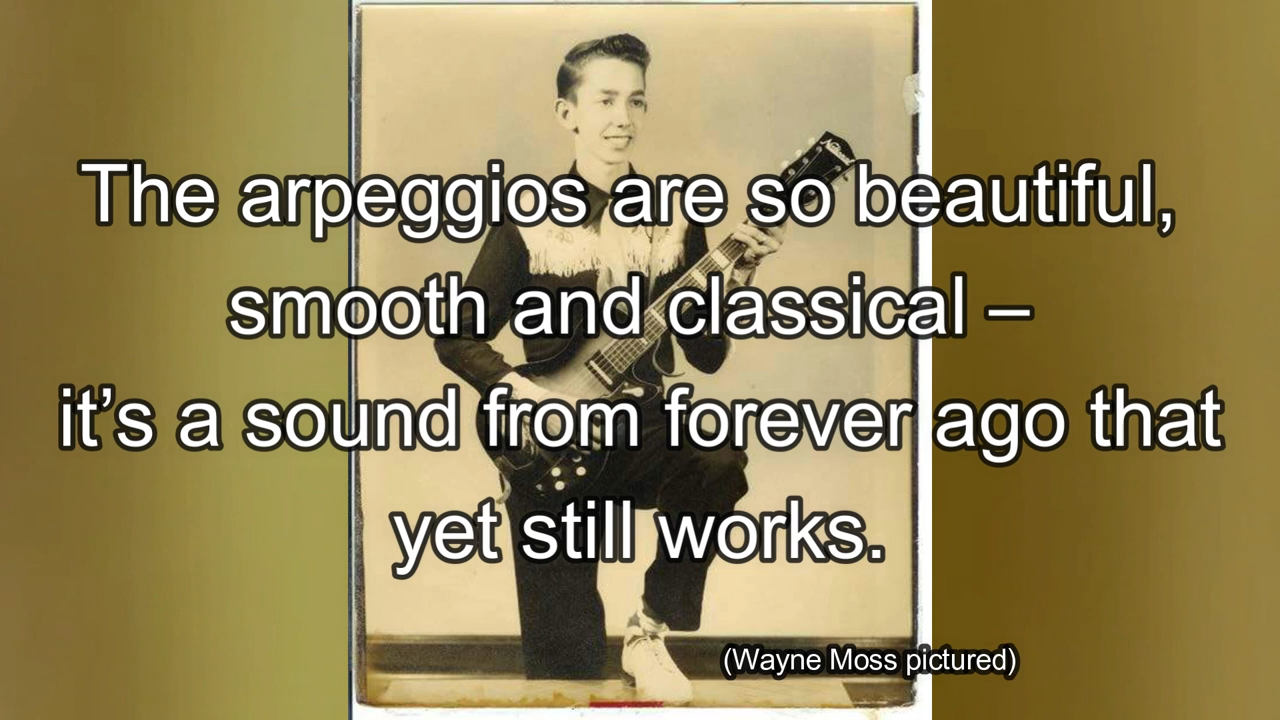 The arpeggios are so beautiful,
smooth and classical –
it’s a sound from forever ago that
yet still works.
(Wayne Moss pictured)